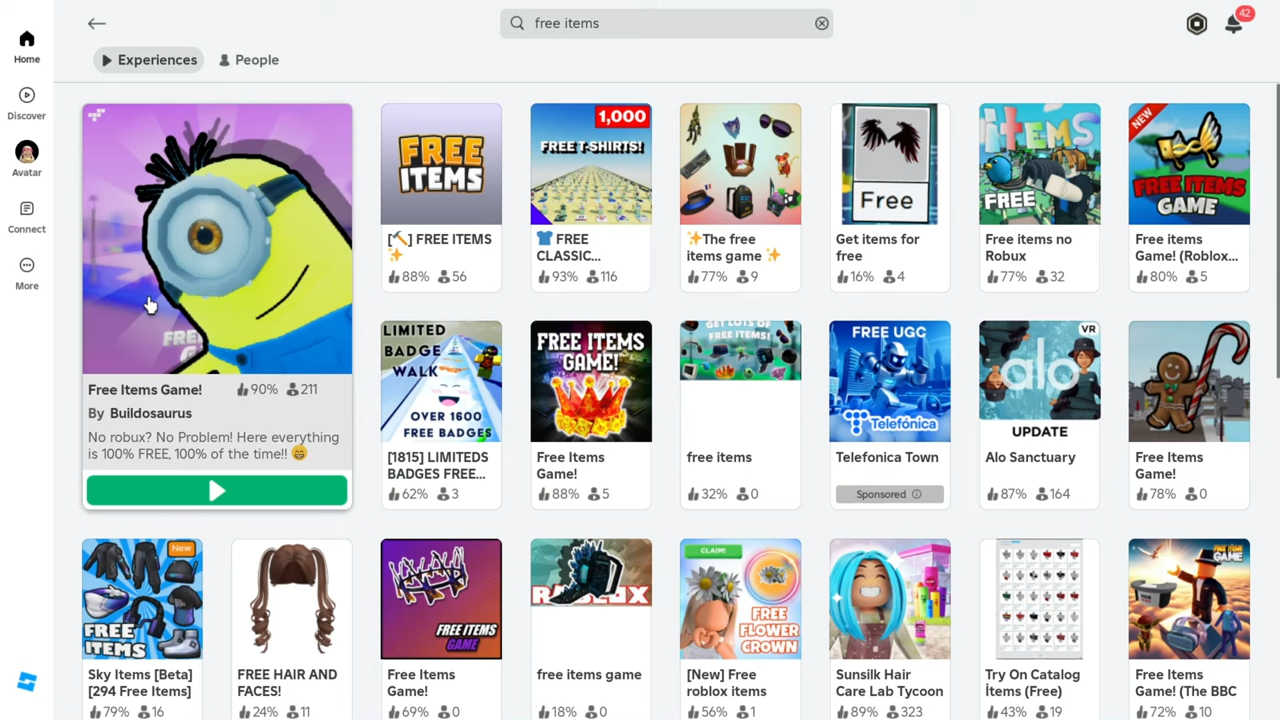 free items
42
Home
Discover
Avatar
Connect
More
Experiences
People
FREE
Free Items Game!
90% 211
By Buildosaurus
No robux? No Problem! Here everything
is 100% FREE, 100% of the time!! 😄
FREE
ITEMS
[🔨] FREE ITEMS
✨
88% 56
1,000
FREE T-SHIRTS!
👕 FREE
CLASSIC...
93% 116
✨The free
items game ✨
77% 9
Free
Get items for
free
16% 4
iTEMS
FREE
Free items no
Robux
77% 32
NEW
FREE ITEMS
GAME
Free items
Game! (Roblox...
80% 5
LIMITED
BADGE
WALK
OVER 1600
FREE BADGES
[1815] LIMITEDS
BADGES FREE...
62% 3
FREE ITEMS
GAME!
Free Items
Game!
88% 5
GET LOTS OF
FREE ITEMS!
free items
32% 0
FREE UGC
Telefónica
Telefonica Town
Sponsored
VR
alo
UPDATE
Alo Sanctuary
87% 164
Free Items
Game!
78% 0
New
FREE
ITEMS
Sky Items [Beta]
[294 Free Items]
79% 16
FREE HAIR AND
FACES!
24% 11
FREE ITEMS
GAME
Free Items
Game!
69% 0
ROBLOX
free items game
18% 0
CLAIM!
FREE
FLOWER
CROWN
[New] Free
roblox items
56% 1
Sunsilk Hair
Care Lab Tycoon
89% 323
Try On Catalog
İtems (Free)
43% 19
FREE ITEMS
GAME
Free Items
Game! (The BBC
72% 10